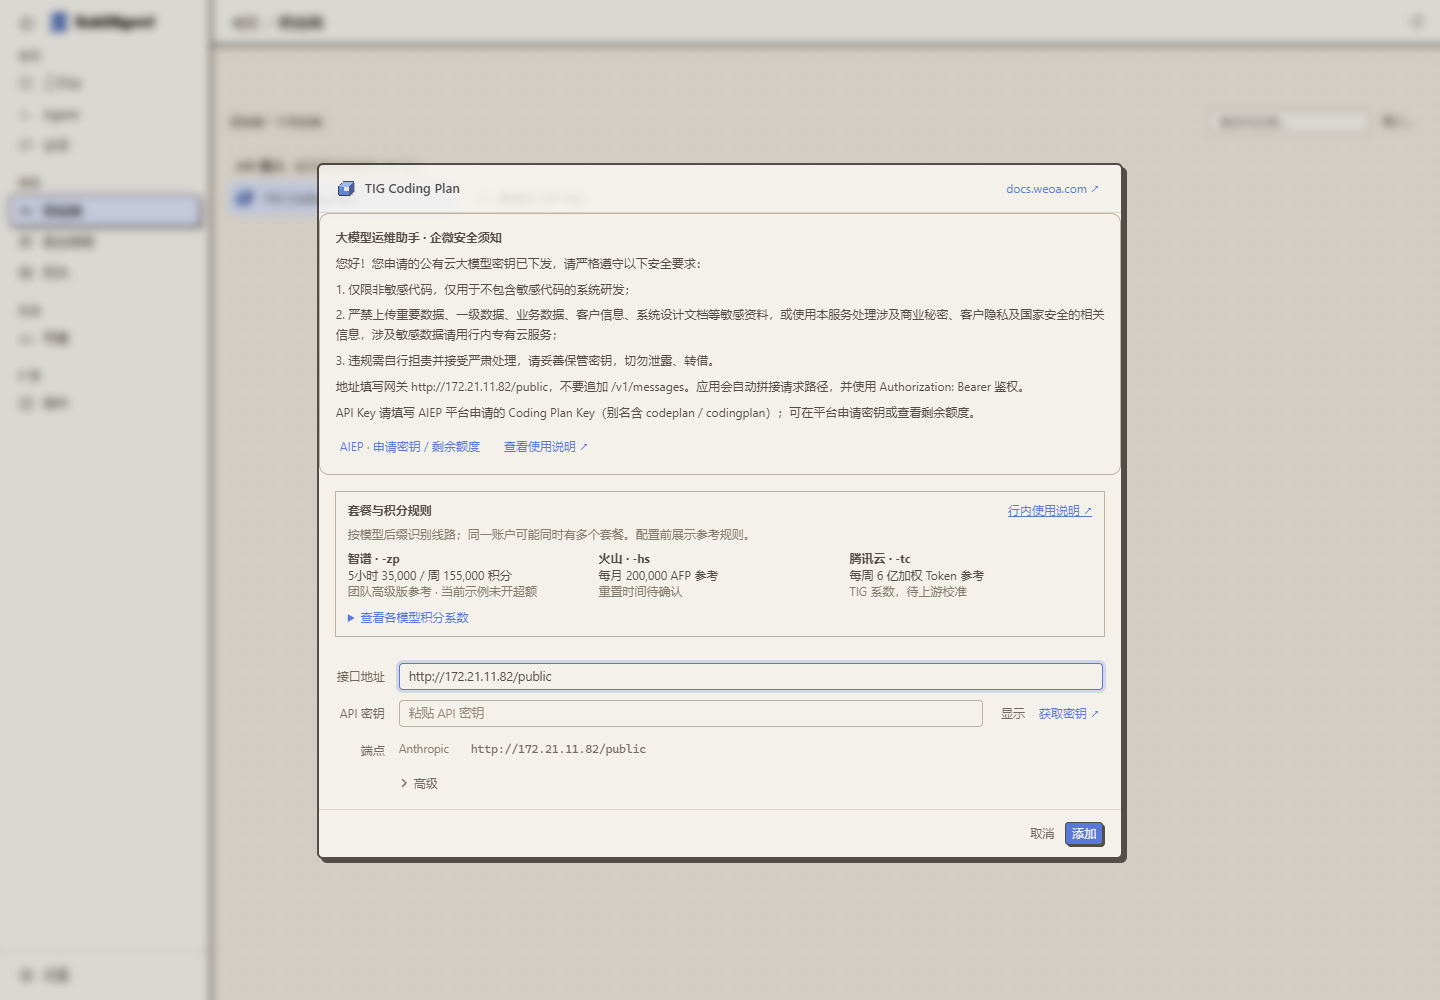 TIG Coding Plan
docs.weoa.com ↗
大模型运维助手 · 企微安全须知
您好！您申请的公有云大模型密钥已下发，请严格遵守以下安全要求：
1. 仅限非敏感代码，仅用于不包含敏感代码的系统研发；
2. 严禁上传重要数据、一级数据、业务数据、客户信息、系统设计文档等敏感资料，或使用本服务处理涉及商业秘密、客户隐私及国家安全的相关
信息，涉及敏感数据请用行内专有云服务；
3. 违规需自行担责并接受严肃处理，请妥善保管密钥，切勿泄露、转借。
地址填写网关 http://172.21.11.82/public，不要追加 /v1/messages。应用会自动拼接请求路径，并使用 Authorization: Bearer 鉴权。
API Key 请填写 AIEP 平台申请的 Coding Plan Key（别名含 codeplan / codingplan）；可在平台申请密钥或查看剩余额度。
AIEP · 申请密钥 / 剩余额度 查看使用说明 ↗
套餐与积分规则
行内使用说明 ↗
按模型后缀识别线路；同一账户可能同时有多个套餐。配置前展示参考规则。
智谱 · -zp
5小时 35,000 / 周 155,000 积分
团队高级版参考 · 当前示例未开超额
火山 · -hs
每月 200,000 AFP 参考
重置时间待确认
腾讯云 · -tc
每周 6 亿加权 Token 参考
TIG 系数，待上游校准
▶ 查看各模型积分系数
接口地址 http://172.21.11.82/public
API 密钥 粘贴 API 密钥 显示 获取密钥 ↗
端点 Anthropic http://172.21.11.82/public
高级
取消 添加